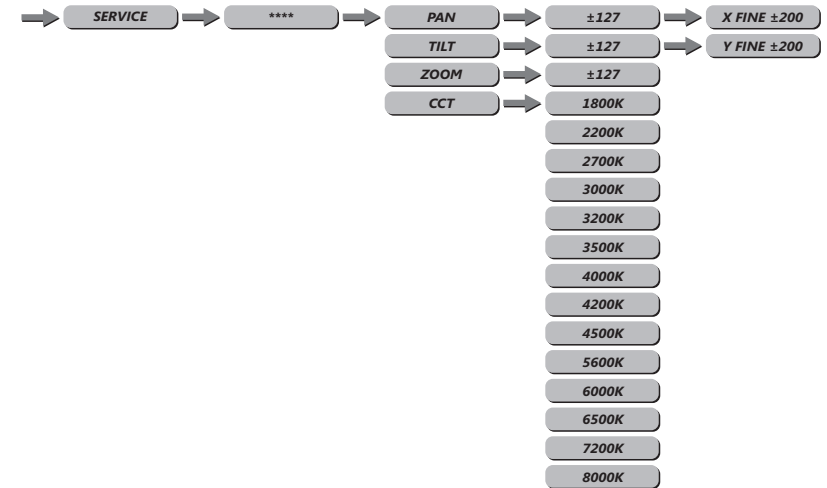 SERVICE **** PAN ±127 X FINE ±200
TILT ±127 Y FINE ±200
ZOOM ±127
CCT 1800K
2200K
2700K
3000K
3200K
3500K
4000K
4200K
4500K
5600K
6000K
6500K
7200K
8000K